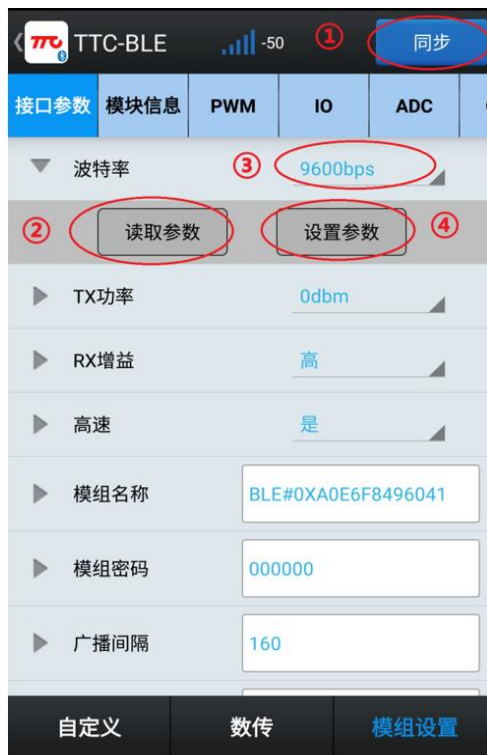 TTC TTC-BLE -50 ① 同步
接口参数 模块信息 PWM IO ADC
波特率 ③ 9600bps
② 读取参数 设置参数 ④
TX功率 0dbm
RX增益 高
高速 是
模组名称 BLE#0XA0E6F8496041
模组密码 000000
广播间隔 160
自定义 数传 模组设置